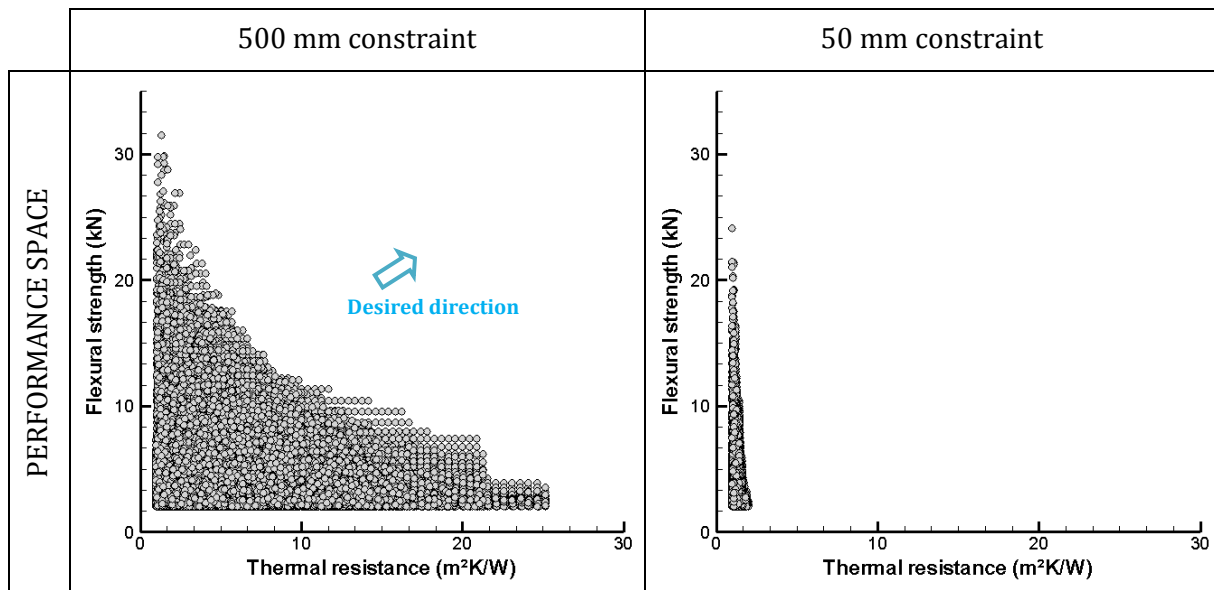 500 mm constraint
50 mm constraint
PERFORMANCE SPACE
Flexural strength (kN)
30
20
10
0
0
10
20
30
Thermal resistance (m²K/W)
Desired direction
Flexural strength (kN)
30
20
10
0
0
10
20
30
Thermal resistance (m²K/W)